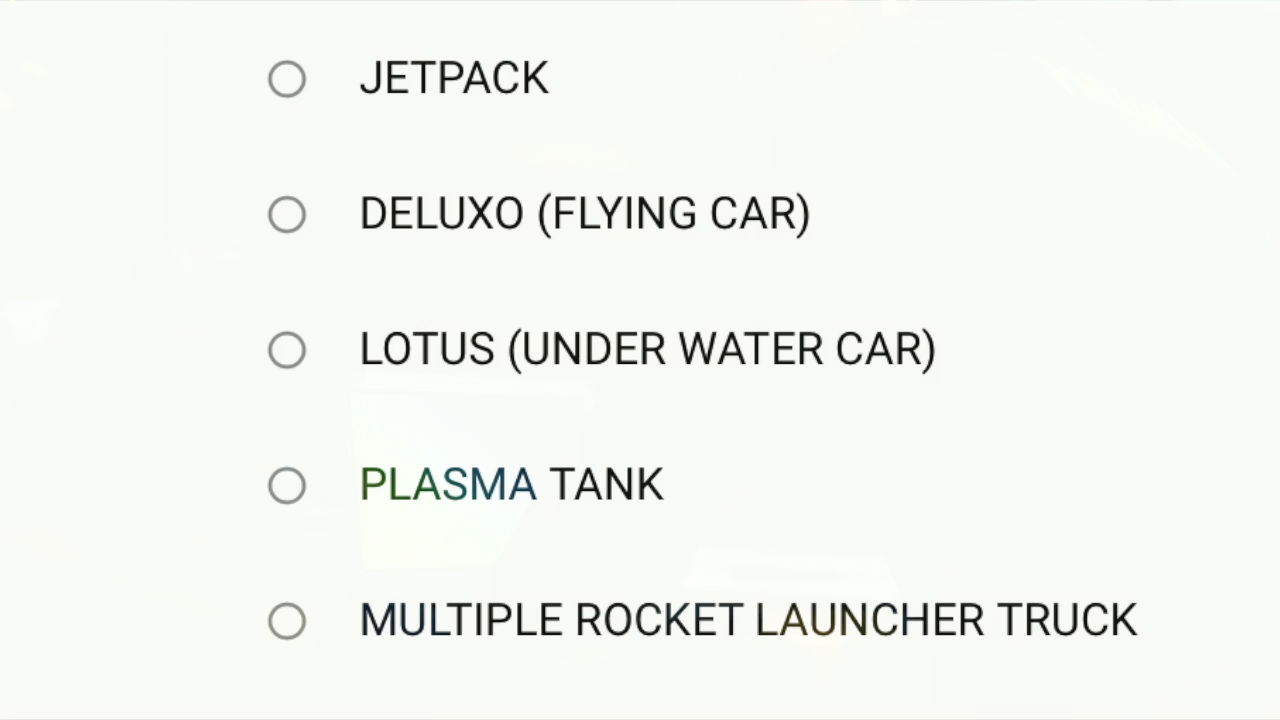 JETPACK
DELUXO (FLYING CAR)
LOTUS (UNDER WATER CAR)
PLASMA TANK
MULTIPLE ROCKET LAUNCHER TRUCK